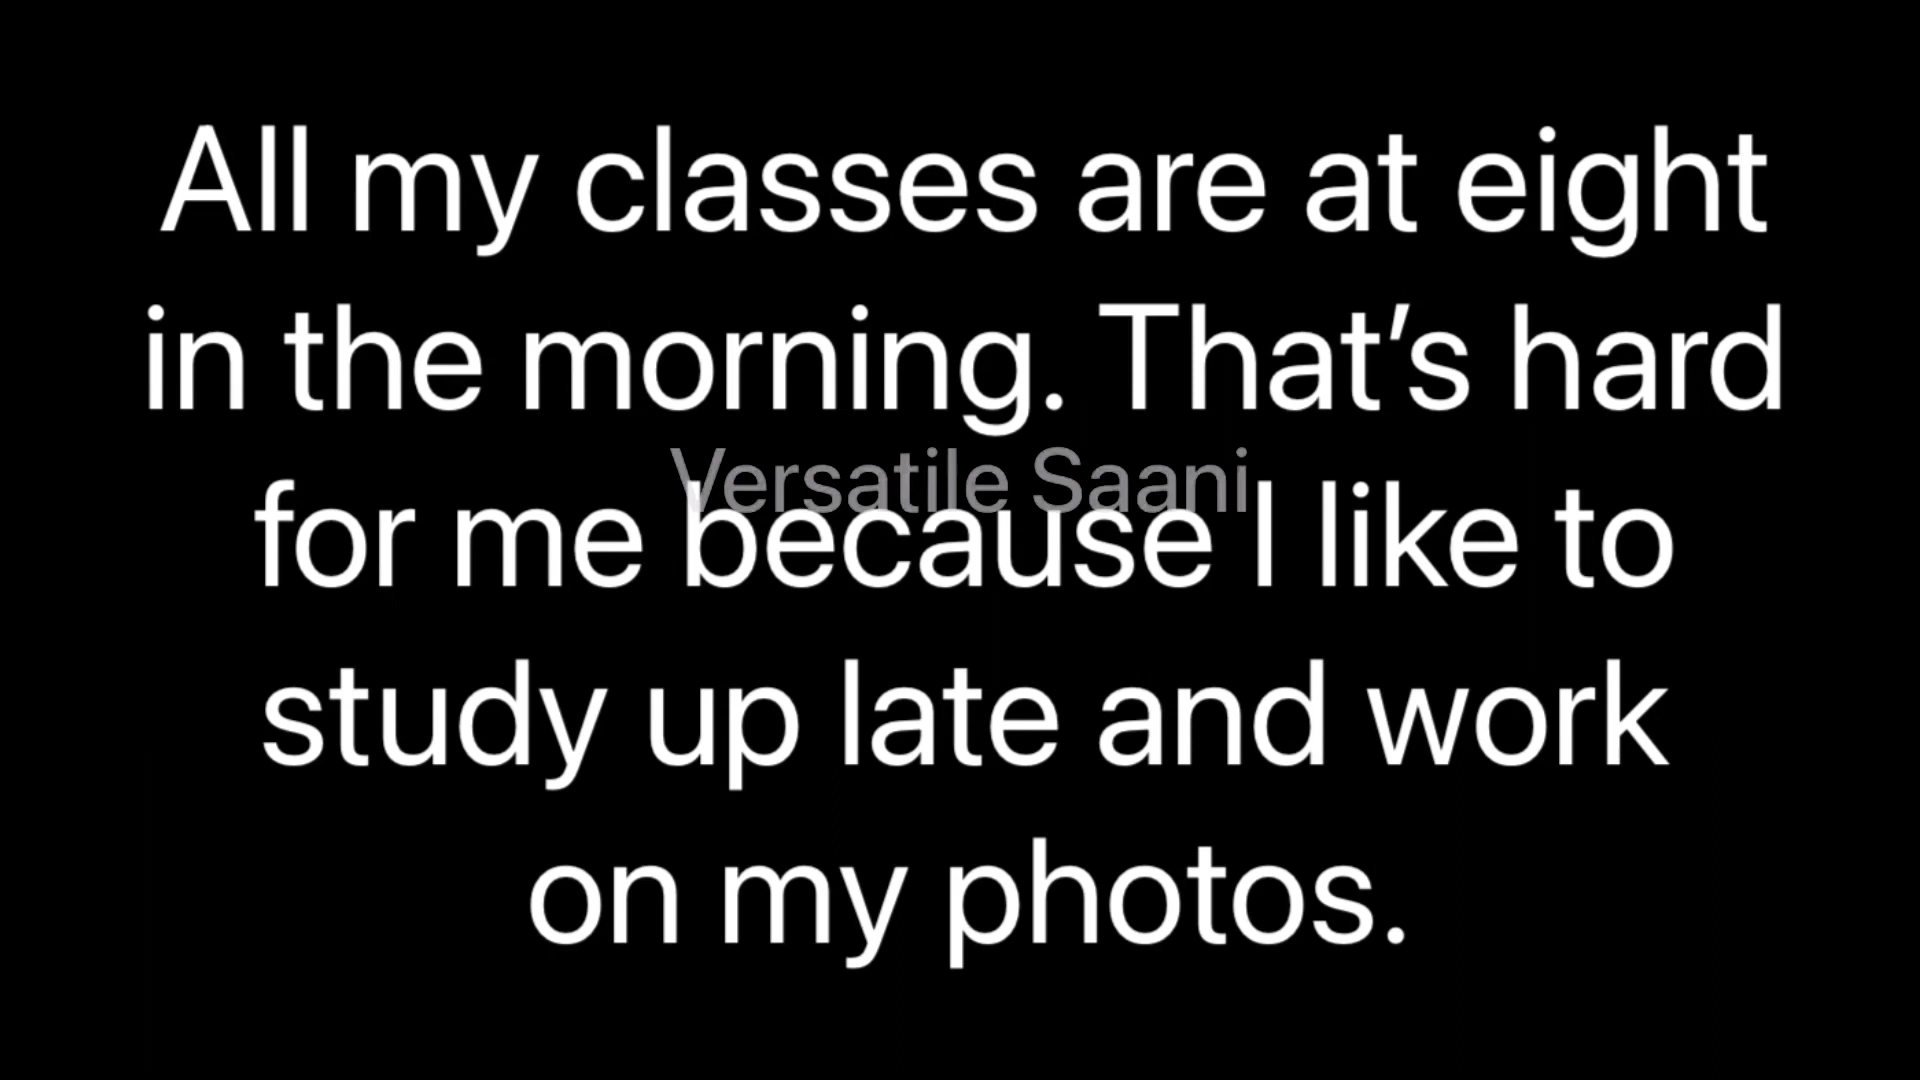 All my classes are at eight
in the morning. That’s hard
Versatile Saani
for me because I like to
study up late and work
on my photos.